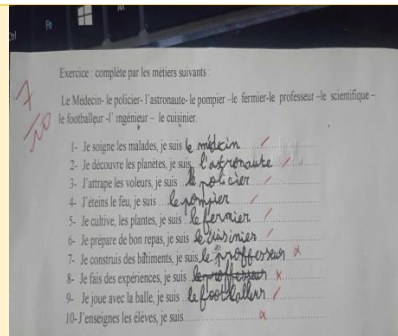 Exercice : complète par les métiers suivants :
Le Médecin- le policier- l'astronaute- le pompier –le fermier-le professeur –le scientifique –
le footballeur -l' ingénieur – le cuisinier.
7
10
1- Je soigne les malades, je suis le médecin
2- Je découvre les planètes, je suis l'astronaute
3- J'attrape les voleurs, je suis le policier
4- J'éteins le feu, je suis le pompier
5- Je cultive, les plantes, je suis le fermier
6- Je prépare de bon repas, je suis le cuisinier
7- Je construis des bâtiments, je suis le proffesseur x
8- Je fais des expériences, je suis x
9- Je joue avec la balle, je suis le footballeur
10- J'enseignes les élèves, je suis x